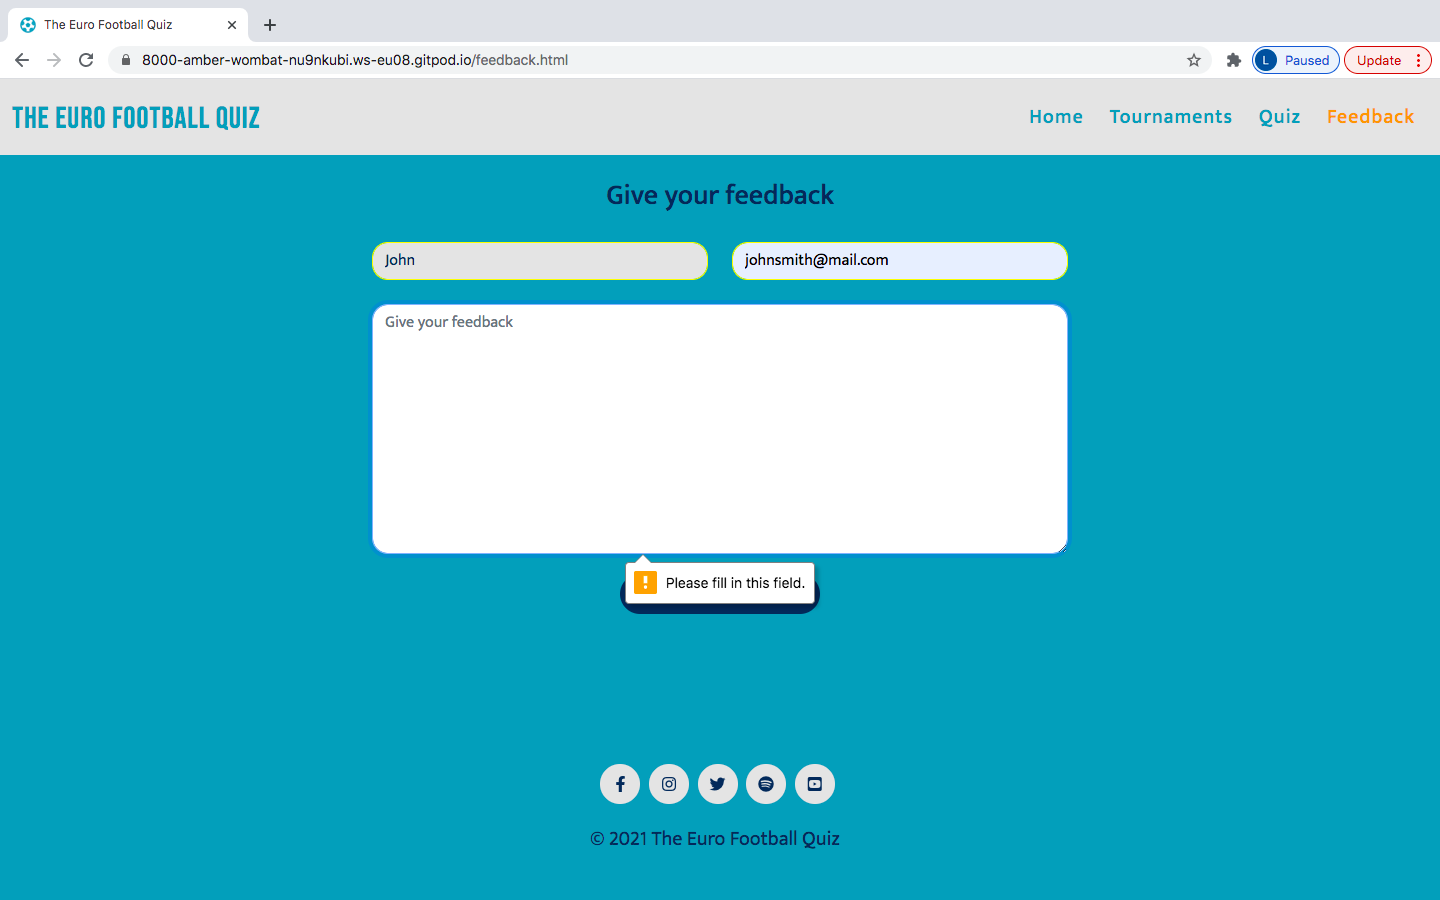 The Euro Football Quiz
8000-amber-wombat-nu9nkubi.ws-eu08.gitpod.io/feedback.html
L Paused
Update
THE EURO FOOTBALL QUIZ
Home Tournaments Quiz Feedback
Give your feedback
John
johnsmith@mail.com
Give your feedback
Please fill in this field.
© 2021 The Euro Football Quiz